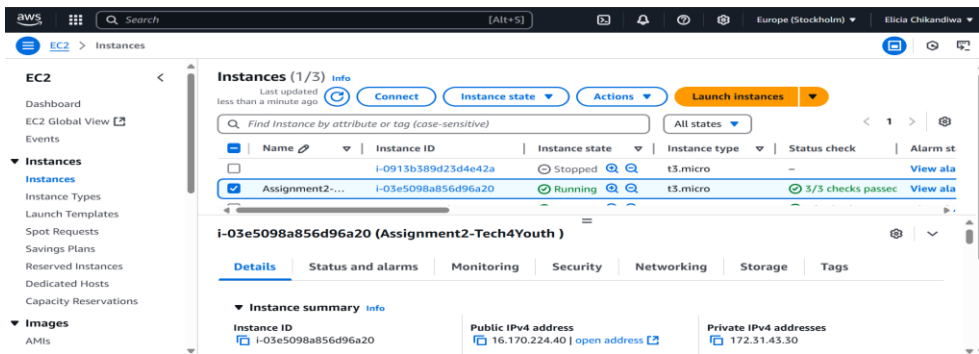 aws Search [Alt+S] Europe (Stockholm) Elicia Chikandiwa
EC2 > Instances
EC2
Dashboard
EC2 Global View
Events
Instances
Instances
Instance Types
Launch Templates
Spot Requests
Savings Plans
Reserved Instances
Dedicated Hosts
Capacity Reservations
Images
AMIs
Instances (1/3) Info
Last updated
less than a minute ago
Connect Instance state Actions Launch instances
Find Instance by attribute or tag (case-sensitive) All states < 1 >
Name Instance ID Instance state Instance type Status check Alarm st
i-0913b389d23d4e42a Stopped t3.micro – View ala
Assignment2-... i-03e5098a856d96a20 Running t3.micro 3/3 checks passec View ala
i-03e5098a856d96a20 (Assignment2-Tech4Youth )
Details Status and alarms Monitoring Security Networking Storage Tags
Instance summary Info
Instance ID Public IPv4 address Private IPv4 addresses
i-03e5098a856d96a20 16.170.224.40 | open address 172.31.43.30